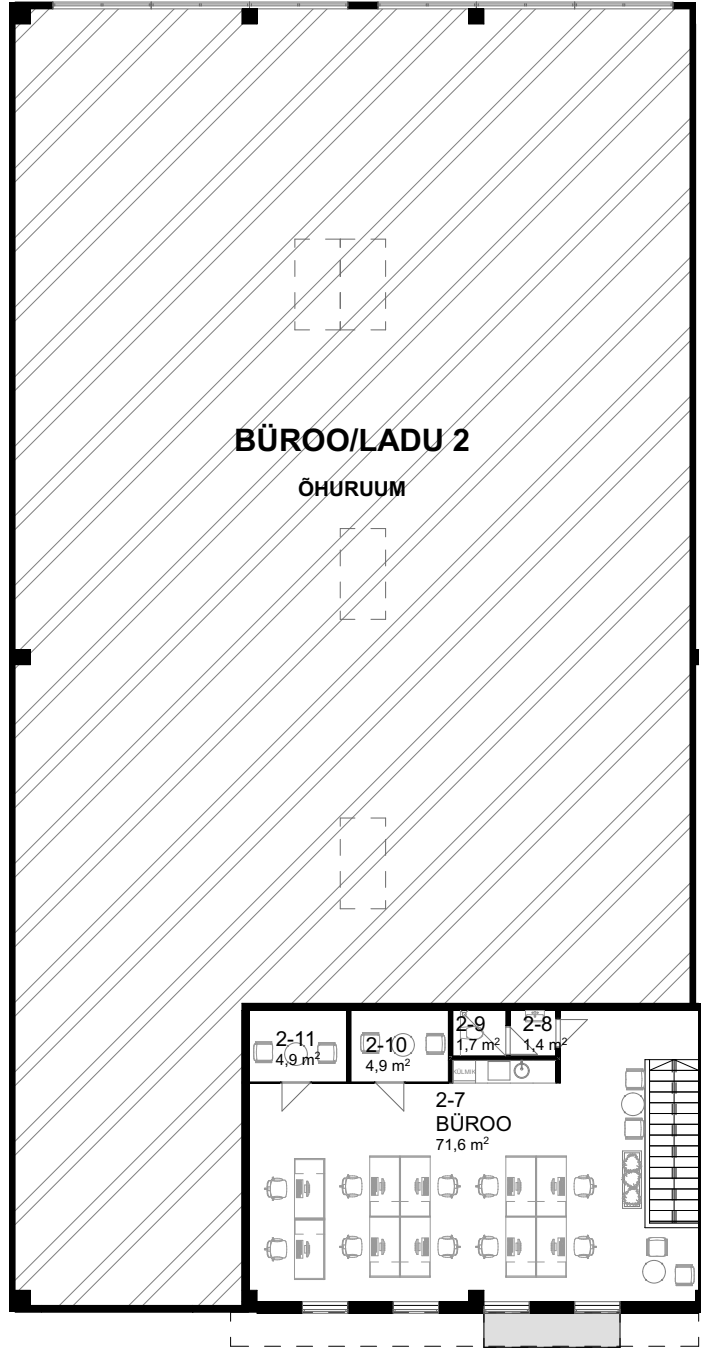 BÜROO/LADU 2
ÕHURUUM
2-11
4,9 m²
2-10
4,9 m²
2-9
1,7 m²
2-8
1,4 m²
KÜLMIK
2-7
BÜROO
71,6 m²